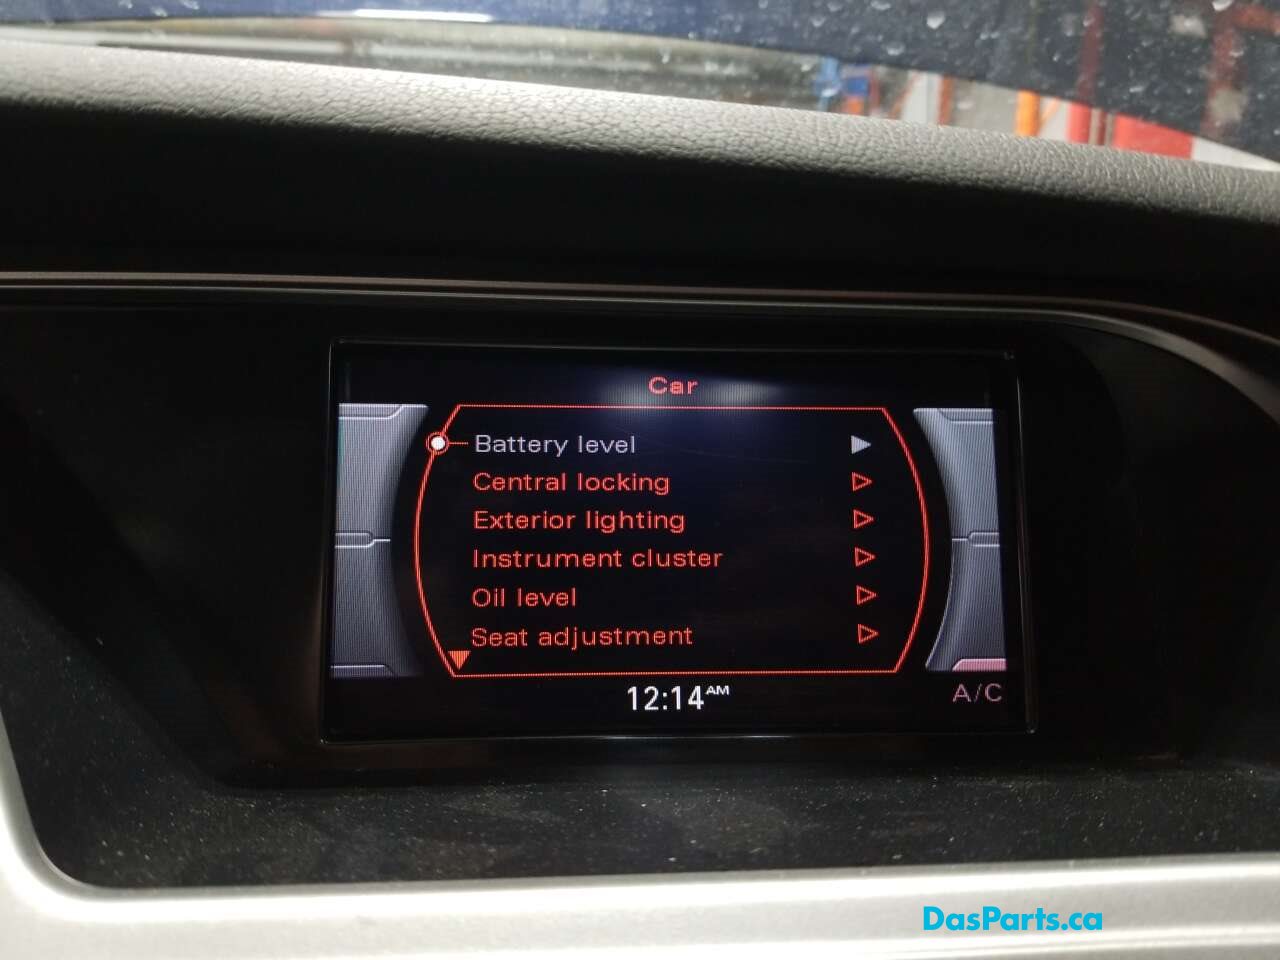 Car
Battery level
Central locking
Exterior lighting
Instrument cluster
Oil level
Seat adjustment
12:14AM
A/C
DasParts.ca